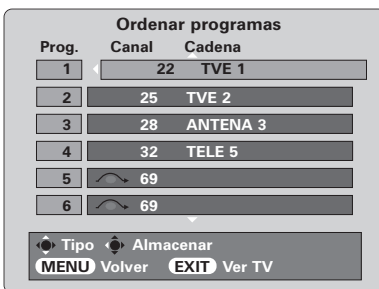 Ordenar programas
Prog. Canal Cadena
1 22 TVE 1
2 25 TVE 2
3 28 ANTENA 3
4 32 TELE 5
5 69
6 69
Tipo Almacenar
MENU Volver EXIT Ver TV